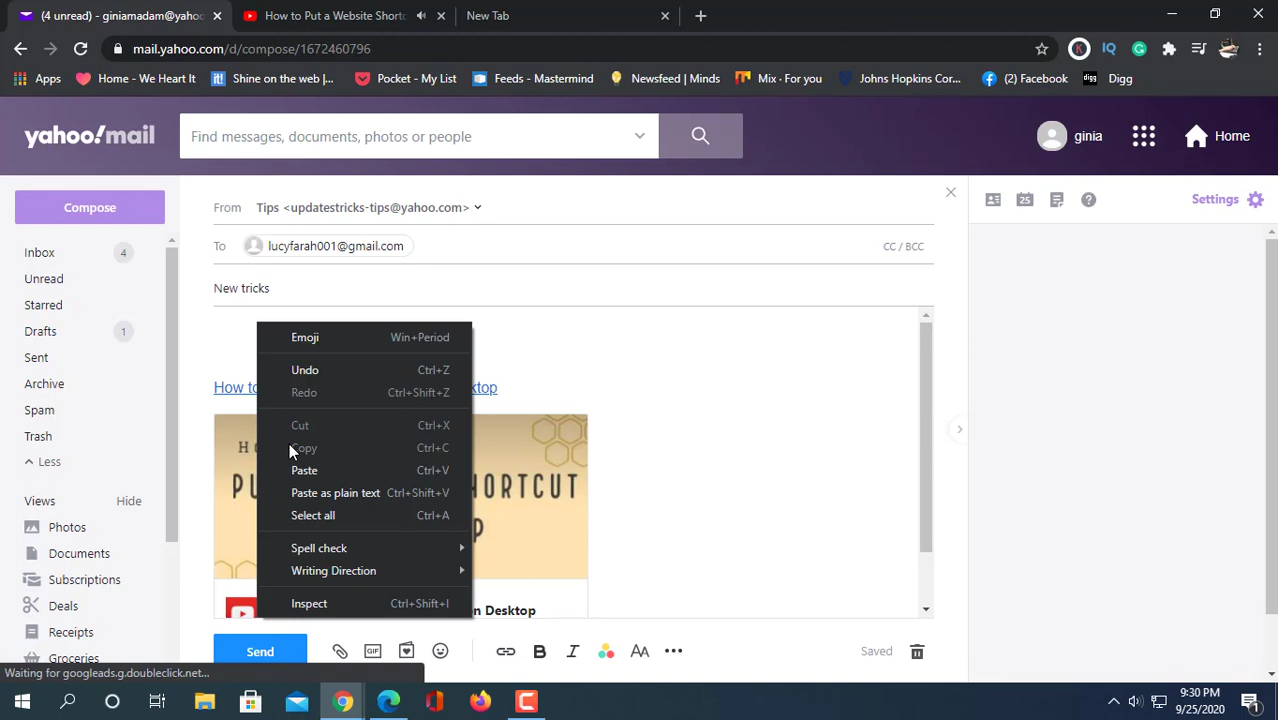 (4 unread) - giniamadam@yahoo
How to Put a Website Shortc
New Tab
mail.yahoo.com/d/compose/1672460796
Apps
Home - We Heart It
Shine on the web |...
Pocket - My List
Feeds - Mastermind
Newsfeed | Minds
Mix · For you
Johns Hopkins Cor...
(2) Facebook
Digg
yahoo!mail
Find messages, documents, photos or people
ginia
Home
Compose
From Tips <updatestricks-tips@yahoo.com>
25
Settings
To lucyfarah001@gmail.com CC / BCC
New tricks
Inbox 4
Unread
Starred
Drafts 1
Sent
Archive
Spam
Trash
Less
Views Hide
Photos
Documents
Subscriptions
Deals
Receipts
Groceries
Emoji Win+Period
Undo Ctrl+Z
Redo Ctrl+Shift+Z
Cut Ctrl+X
Copy Ctrl+C
Paste Ctrl+V
Paste as plain text Ctrl+Shift+V
Select all Ctrl+A
Spell check
Writing Direction
Inspect Ctrl+Shift+I
How to
ktop
H
PU
SHORTCUT
P
n Desktop
Send
GIF
B I AA
Saved
Waiting for googleads.g.doubleclick.net...
9:30 PM
9/25/2020
1